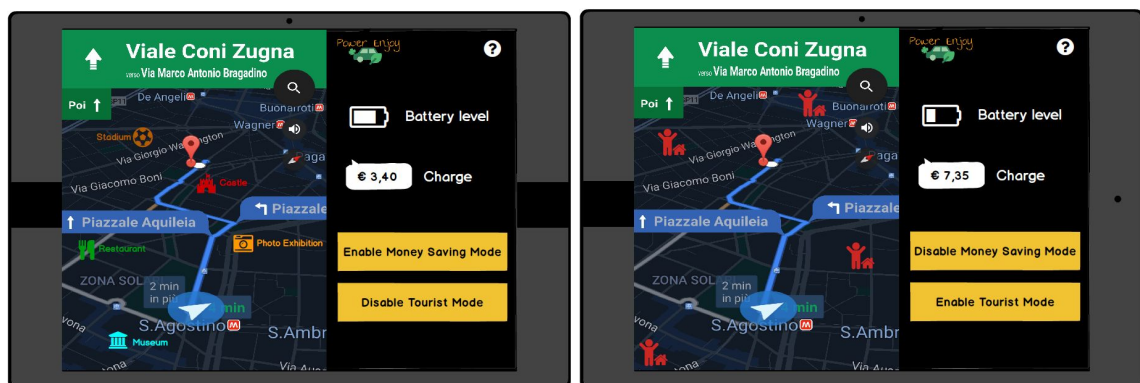 Viale Coni Zugna
verso Via Marco Antonio Bragadino
Poi
De Angeli M
Buonarroti M
Wagner M
Stadium
Via Giorgio Washington
Via Giacomo Boni
Castle
Piazzale Aquileia
Piazzale
Restaurant
Photo Exhibition
ZONA SOL
2 min
in più
min
S.Agostino M
S.Ambr
Museum
Power Enjoy
?
Battery level
€ 3,40
Charge
Enable Money Saving Mode
Disable Tourist Mode
Viale Coni Zugna
verso Via Marco Antonio Bragadino
Poi
De Angeli M
Buonarroti M
Wagner M
Via Giorgio Washington
Via Giacomo Boni
Piazzale Aquileia
Piazzale
ZONA SOL
2 min
in più
min
S.Agostino M
S.Ambr
Power Enjoy
?
Battery level
€ 7,35
Charge
Disable Money Saving Mode
Enable Tourist Mode